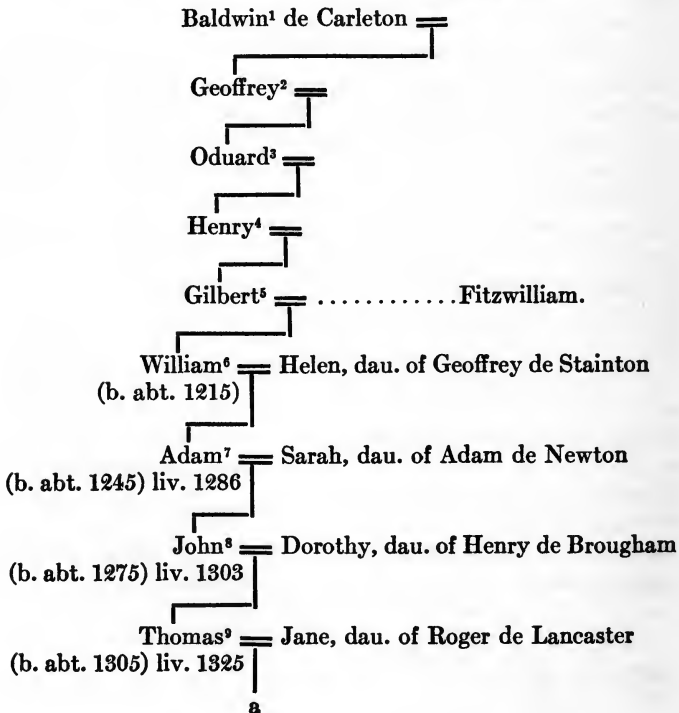 Baldwin¹ de Carleton
Geoffrey²
Oduard³
Henry⁴
Gilbert⁵ ............Fitzwilliam.
William⁶ Helen, dau. of Geoffrey de Stainton
(b. abt. 1215)
Adam⁷ Sarah, dau. of Adam de Newton
(b. abt. 1245) liv. 1286
John⁸ Dorothy, dau. of Henry de Brougham
(b. abt. 1275) liv. 1303
Thomas⁹ Jane, dau. of Roger de Lancaster
(b. abt. 1305) liv. 1325
a